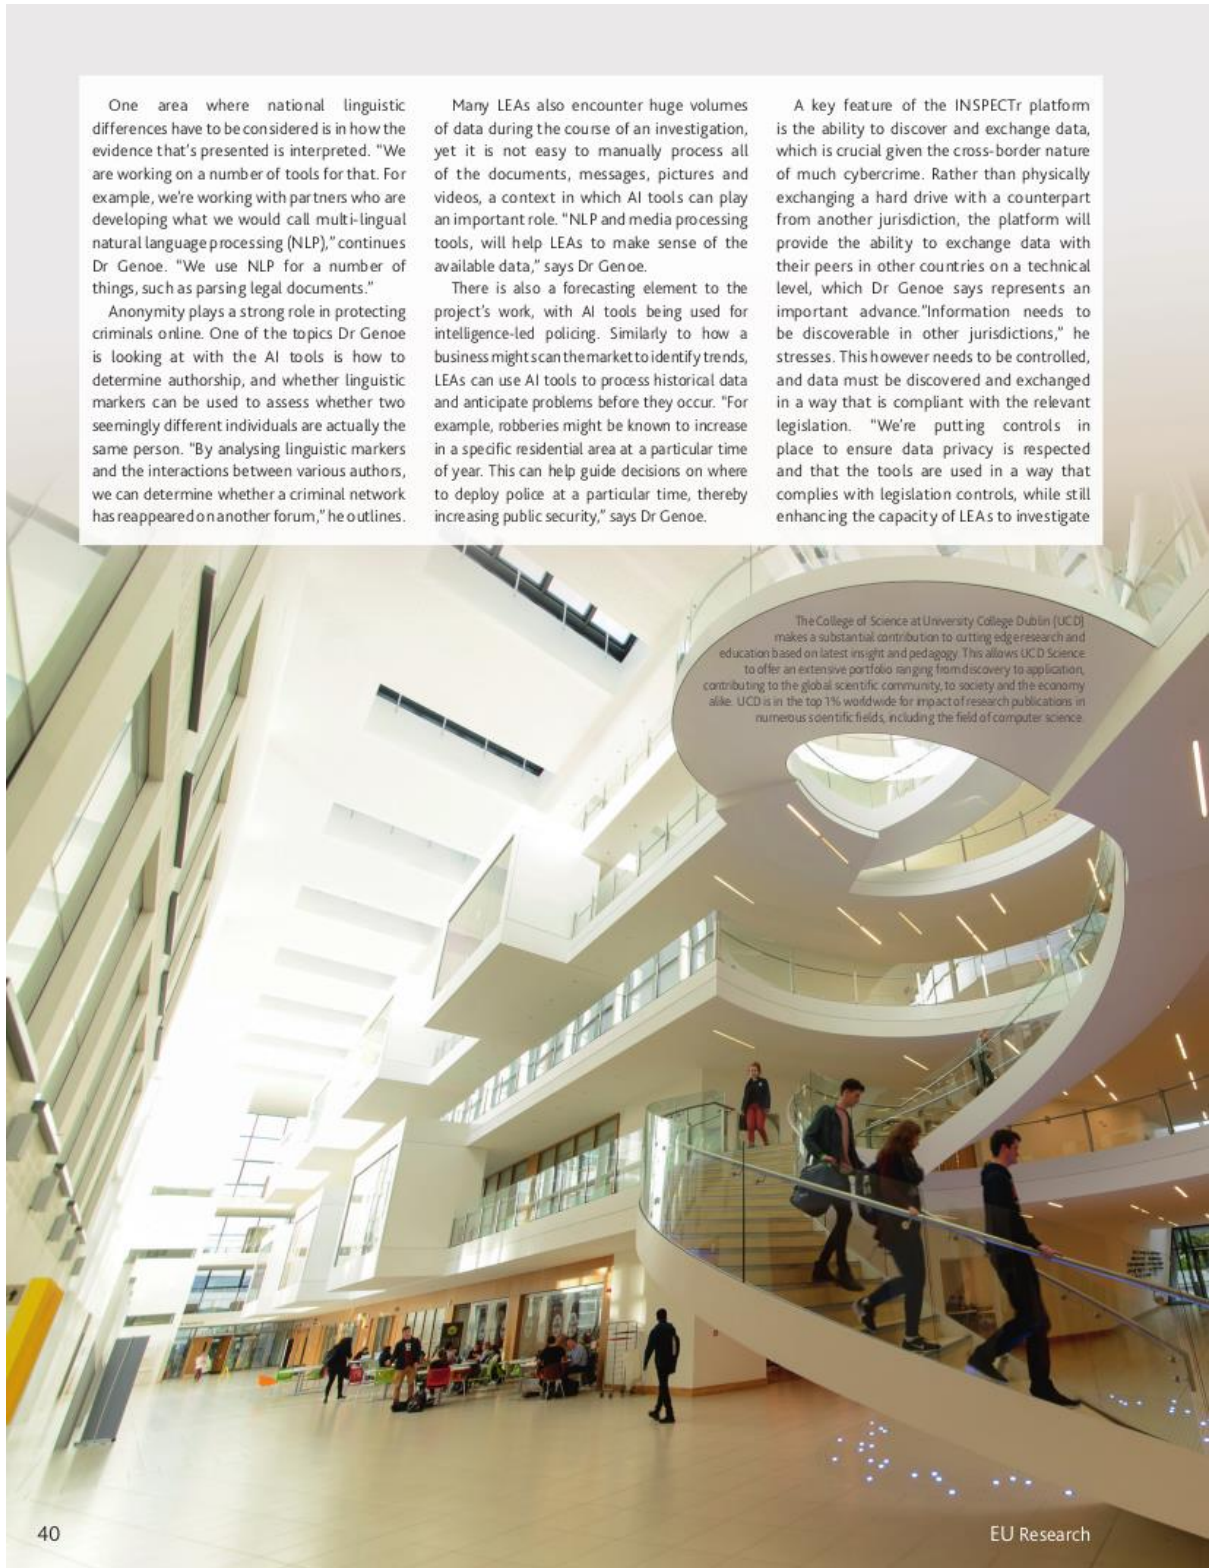 One area where national linguistic
differences have to be considered is in how the
evidence that's presented is interpreted. “We
are working on a number of tools for that. For
example, we're working with partners who are
developing what we would call multi-lingual
natural language processing (NLP),” continues
Dr Genoe. “We use NLP for a number of
things, such as parsing legal documents.”
Anonymity plays a strong role in protecting
criminals online. One of the topics Dr Genoe
is looking at with the AI tools is how to
determine authorship, and whether linguistic
markers can be used to assess whether two
seemingly different individuals are actually the
same person. “By analysing linguistic markers
and the interactions between various authors,
we can determine whether a criminal network
has reappeared on another forum,” he outlines.
Many LEAs also encounter huge volumes
of data during the course of an investigation,
yet it is not easy to manually process all
of the documents, messages, pictures and
videos, a context in which AI tools can play
an important role. “NLP and media processing
tools, will help LEAs to make sense of the
available data,” says Dr Genoe.
There is also a forecasting element to the
project's work, with AI tools being used for
intelligence-led policing. Similarly to how a
business might scan the market to identify trends,
LEAs can use AI tools to process historical data
and anticipate problems before they occur. “For
example, robberies might be known to increase
in a specific residential area at a particular time
of year. This can help guide decisions on where
to deploy police at a particular time, thereby
increasing public security,” says Dr Genoe.
A key feature of the INSPECTr platform
is the ability to discover and exchange data,
which is crucial given the cross-border nature
of much cybercrime. Rather than physically
exchanging a hard drive with a counterpart
from another jurisdiction, the platform will
provide the ability to exchange data with
their peers in other countries on a technical
level, which Dr Genoe says represents an
important advance.“Information needs to
be discoverable in other jurisdictions,” he
stresses. This however needs to be controlled,
and data must be discovered and exchanged
in a way that is compliant with the relevant
legislation. “We're putting controls in
place to ensure data privacy is respected
and that the tools are used in a way that
complies with legislation controls, while still
enhancing the capacity of LEAs to investigate
The College of Science at University College Dublin (UCD)
makes a substantial contribution to cutting edge research and
education based on latest insight and pedagogy. This allows UCD Science
to offer an extensive portfolio ranging from discovery to application,
contributing to the global scientific community, to society and the economy
alike. UCD is in the top 1% worldwide for impact of research publications in
numerous scientific fields, including the field of computer science.
40
EU Research